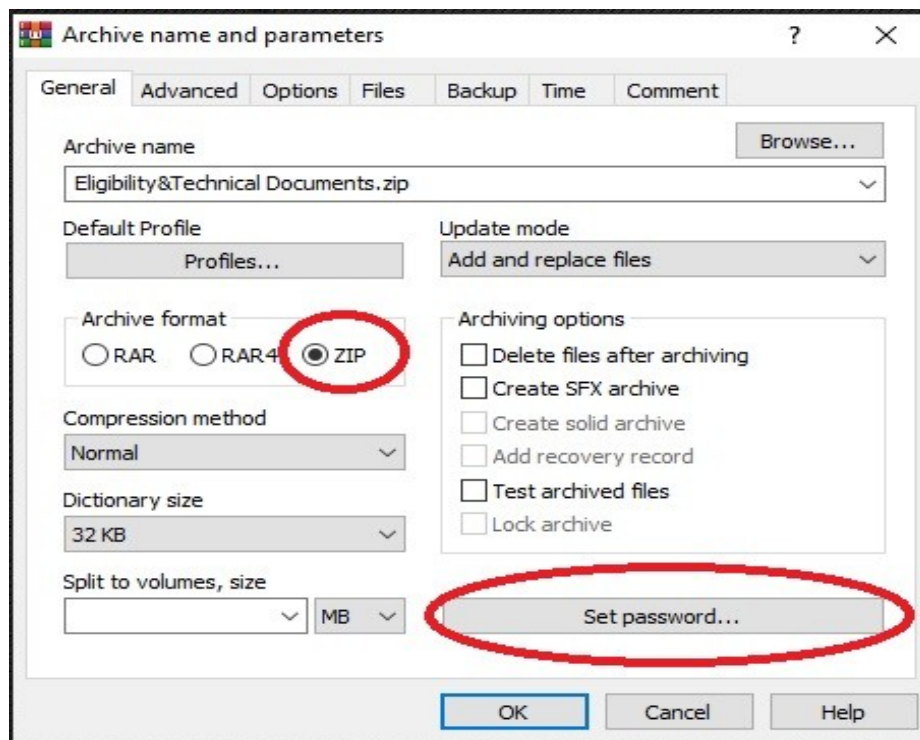 Archive name and parameters
?
General Advanced Options Files Backup Time Comment
Archive name
Browse...
Eligibility&Technical Documents.zip
Default Profile
Profiles...
Update mode
Add and replace files
Archive format
RAR RAR4 ZIP
Compression method
Normal
Dictionary size
32 KB
Split to volumes, size
MB
Archiving options
Delete files after archiving
Create SFX archive
Create solid archive
Add recovery record
Test archived files
Lock archive
Set password...
OK Cancel Help